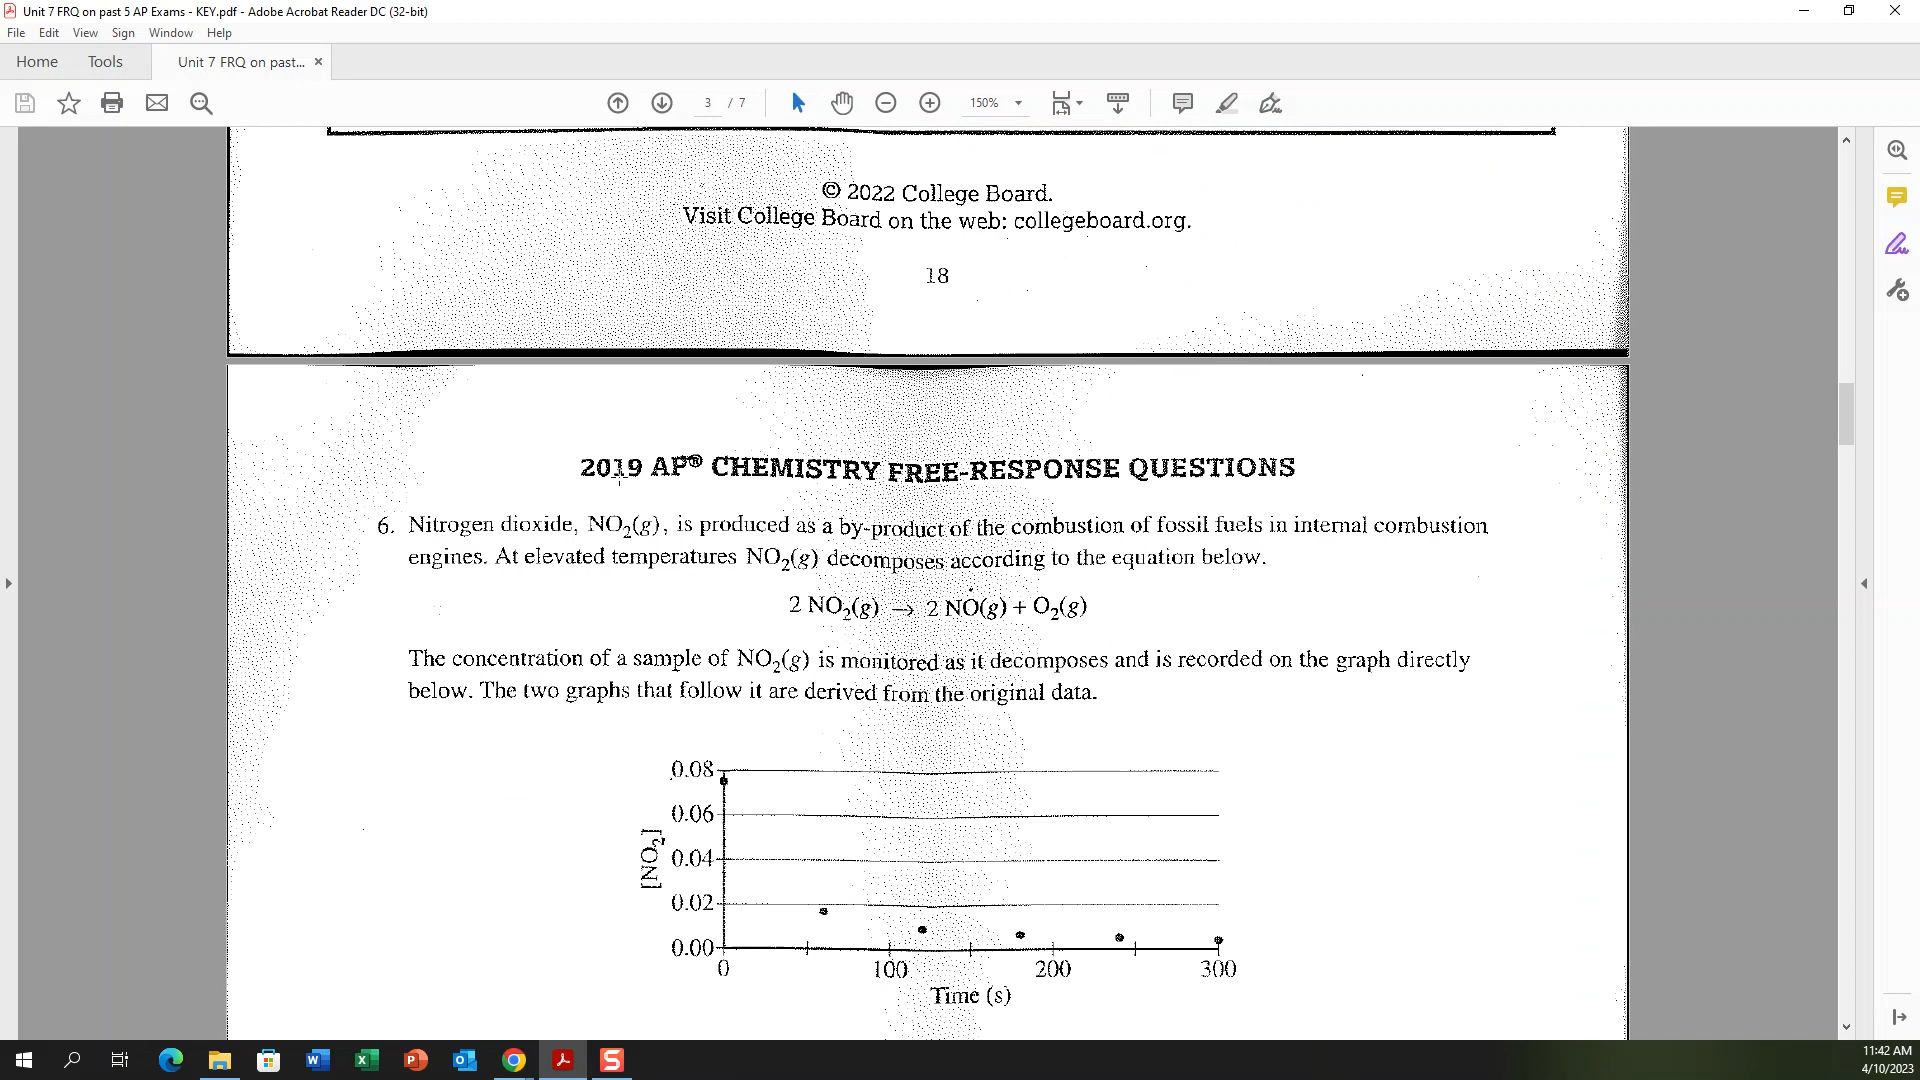 Unit 7 FRQ on past 5 AP Exams - KEY.pdf - Adobe Acrobat Reader DC (32-bit)
File Edit View Sign Window Help
Home Tools Unit 7 FRQ on past... ×
3 / 7 150%
© 2022 College Board.
Visit College Board on the web: collegeboard.org.
18
2019 AP® CHEMISTRY FREE-RESPONSE QUESTIONS
6. Nitrogen dioxide, NO₂(g), is produced as a by-product of the combustion of fossil fuels in internal combustion
engines. At elevated temperatures NO₂(g) decomposes according to the equation below.
2 NO₂(g) → 2 NO(g) + O₂(g)
The concentration of a sample of NO₂(g) is monitored as it decomposes and is recorded on the graph directly
below. The two graphs that follow it are derived from the original data.
0.08
0.06
[NO₂]
0.04
0.02
0.00
0 100 200 300
Time (s)
11:42 AM
4/10/2023